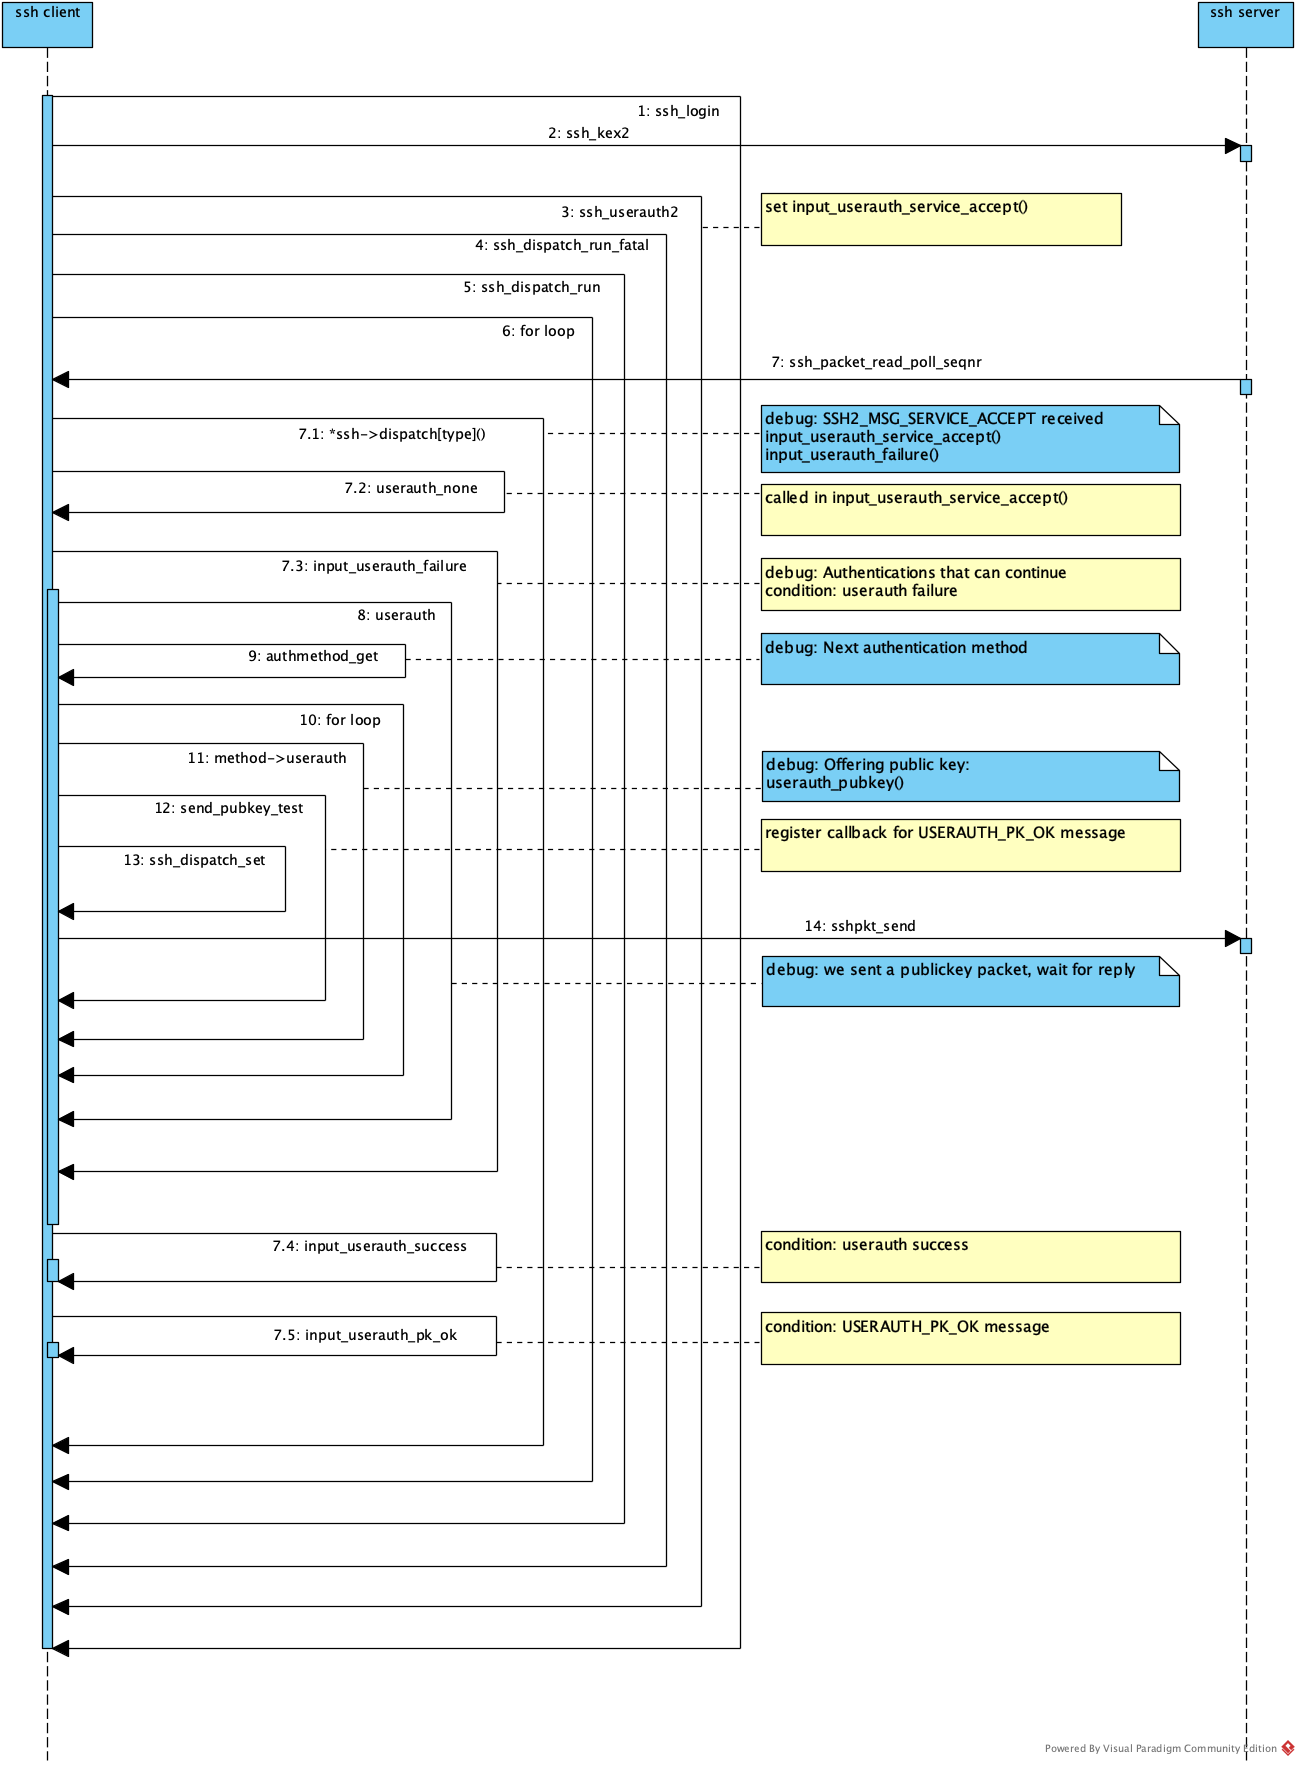 ssh client
ssh server
1: ssh_login
2: ssh_kex2
3: ssh_userauth2
set input_userauth_service_accept()
4: ssh_dispatch_run_fatal
5: ssh_dispatch_run
6: for loop
7: ssh_packet_read_poll_seqnr
7.1: *ssh->dispatch[type]()
debug: SSH2_MSG_SERVICE_ACCEPT received
input_userauth_service_accept()
input_userauth_failure()
7.2: userauth_none
called in input_userauth_service_accept()
7.3: input_userauth_failure
debug: Authentications that can continue
condition: userauth failure
8: userauth
9: authmethod_get
debug: Next authentication method
10: for loop
11: method->userauth
debug: Offering public key:
userauth_pubkey()
12: send_pubkey_test
register callback for USERAUTH_PK_OK message
13: ssh_dispatch_set
14: sshpkt_send
debug: we sent a publickey packet, wait for reply
7.4: input_userauth_success
condition: userauth success
7.5: input_userauth_pk_ok
condition: USERAUTH_PK_OK message
Powered By Visual Paradigm Community Edition